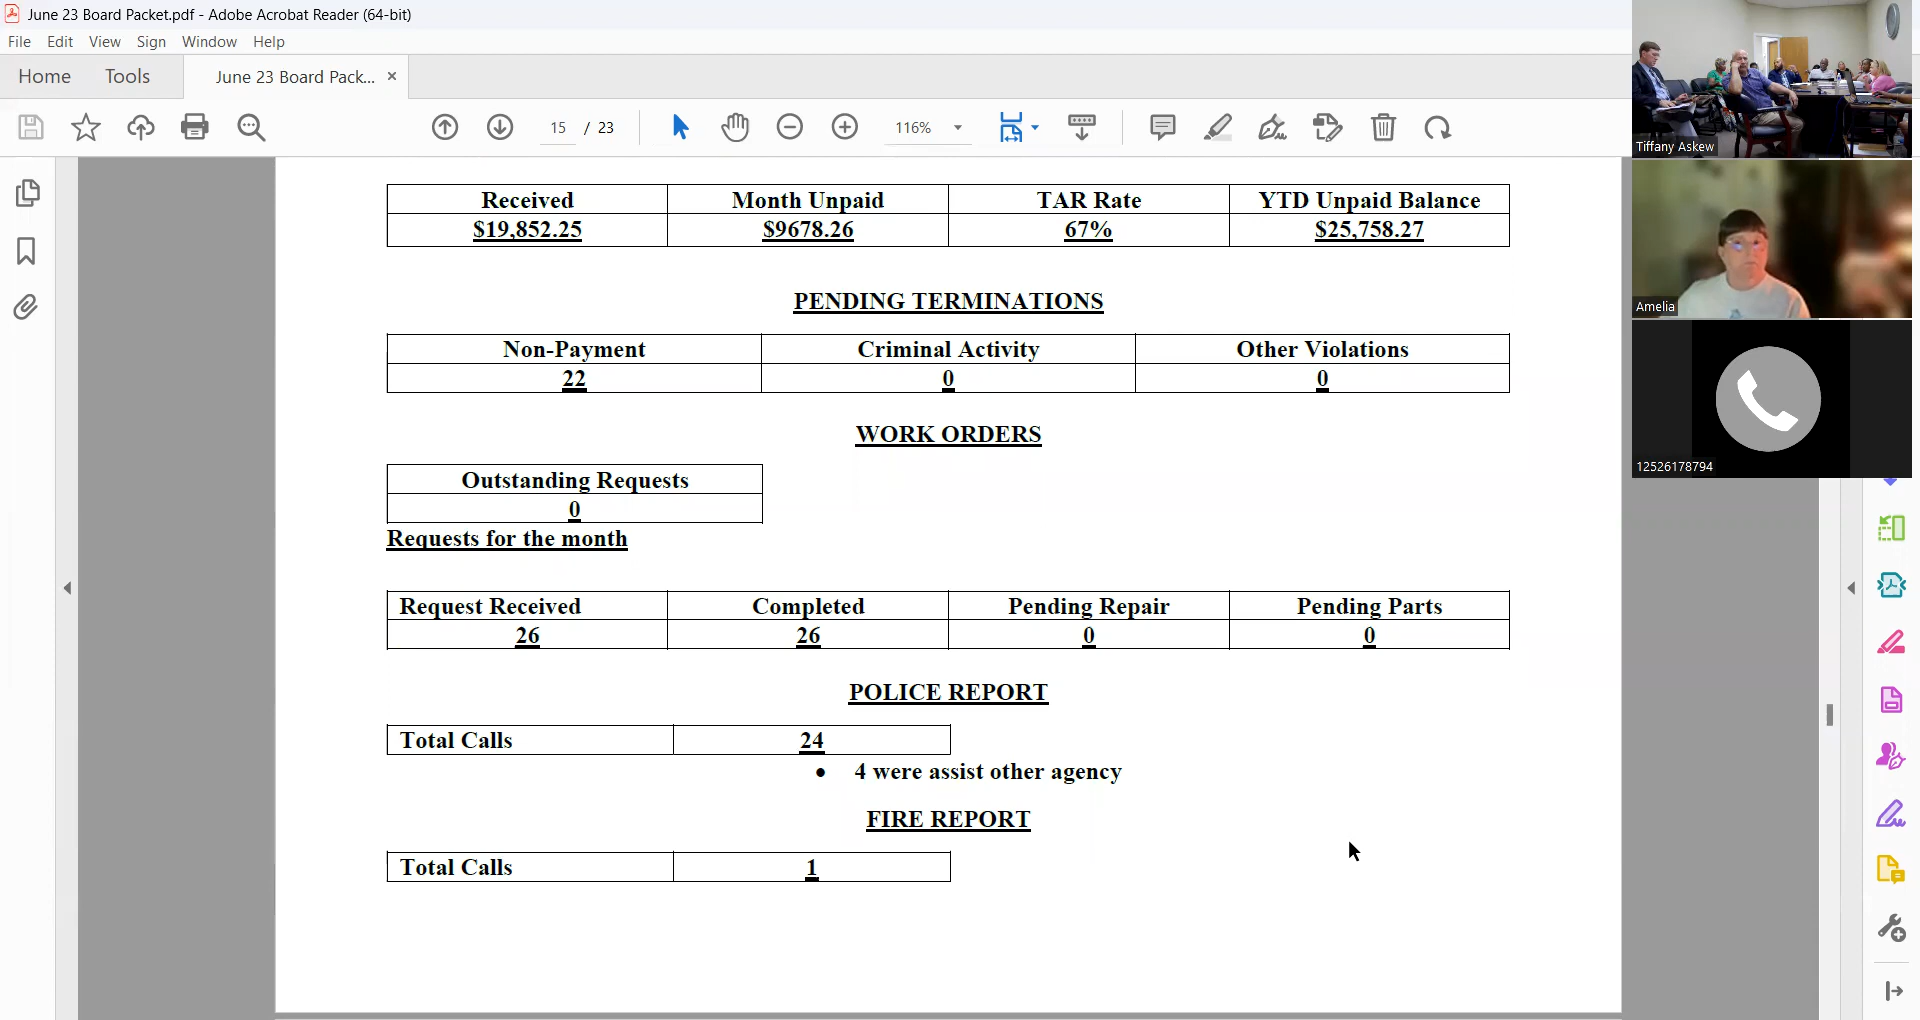 June 23 Board Packet.pdf - Adobe Acrobat Reader (64-bit)
File Edit View Sign Window Help
Home Tools June 23 Board Pack... ×
15 / 23 116%
Received Month Unpaid TAR Rate YTD Unpaid Balance
$19,852.25 $9678.26 67% $25,758.27
PENDING TERMINATIONS
Non-Payment Criminal Activity Other Violations
22 0 0
WORK ORDERS
Outstanding Requests
0
Requests for the month
Request Received Completed Pending Repair Pending Parts
26 26 0 0
POLICE REPORT
Total Calls 24
• 4 were assist other agency
FIRE REPORT
Total Calls 1
Tiffany Askew
Amelia
12526178794